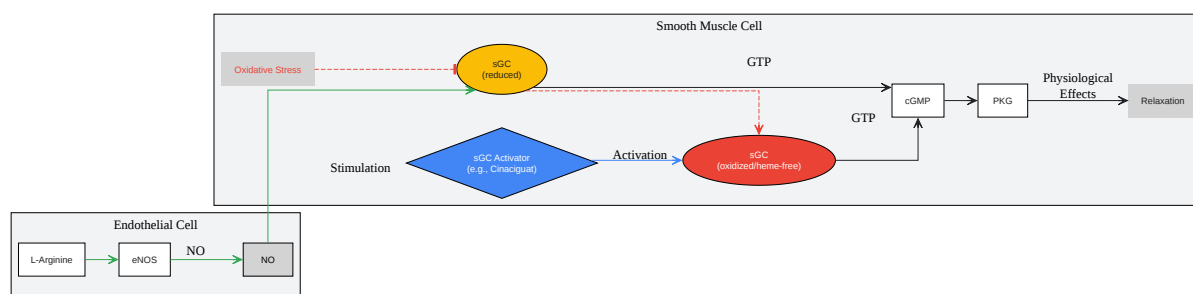 Smooth Muscle Cell
Oxidative Stress
sGC
(reduced)
GTP
Physiological
Effects
cGMP
PKG
Relaxation
GTP
Stimulation
sGC Activator
(e.g., Cinaciguat)
Activation
sGC
(oxidized/heme-free)
Endothelial Cell
L-Arginine
eNOS
NO
NO